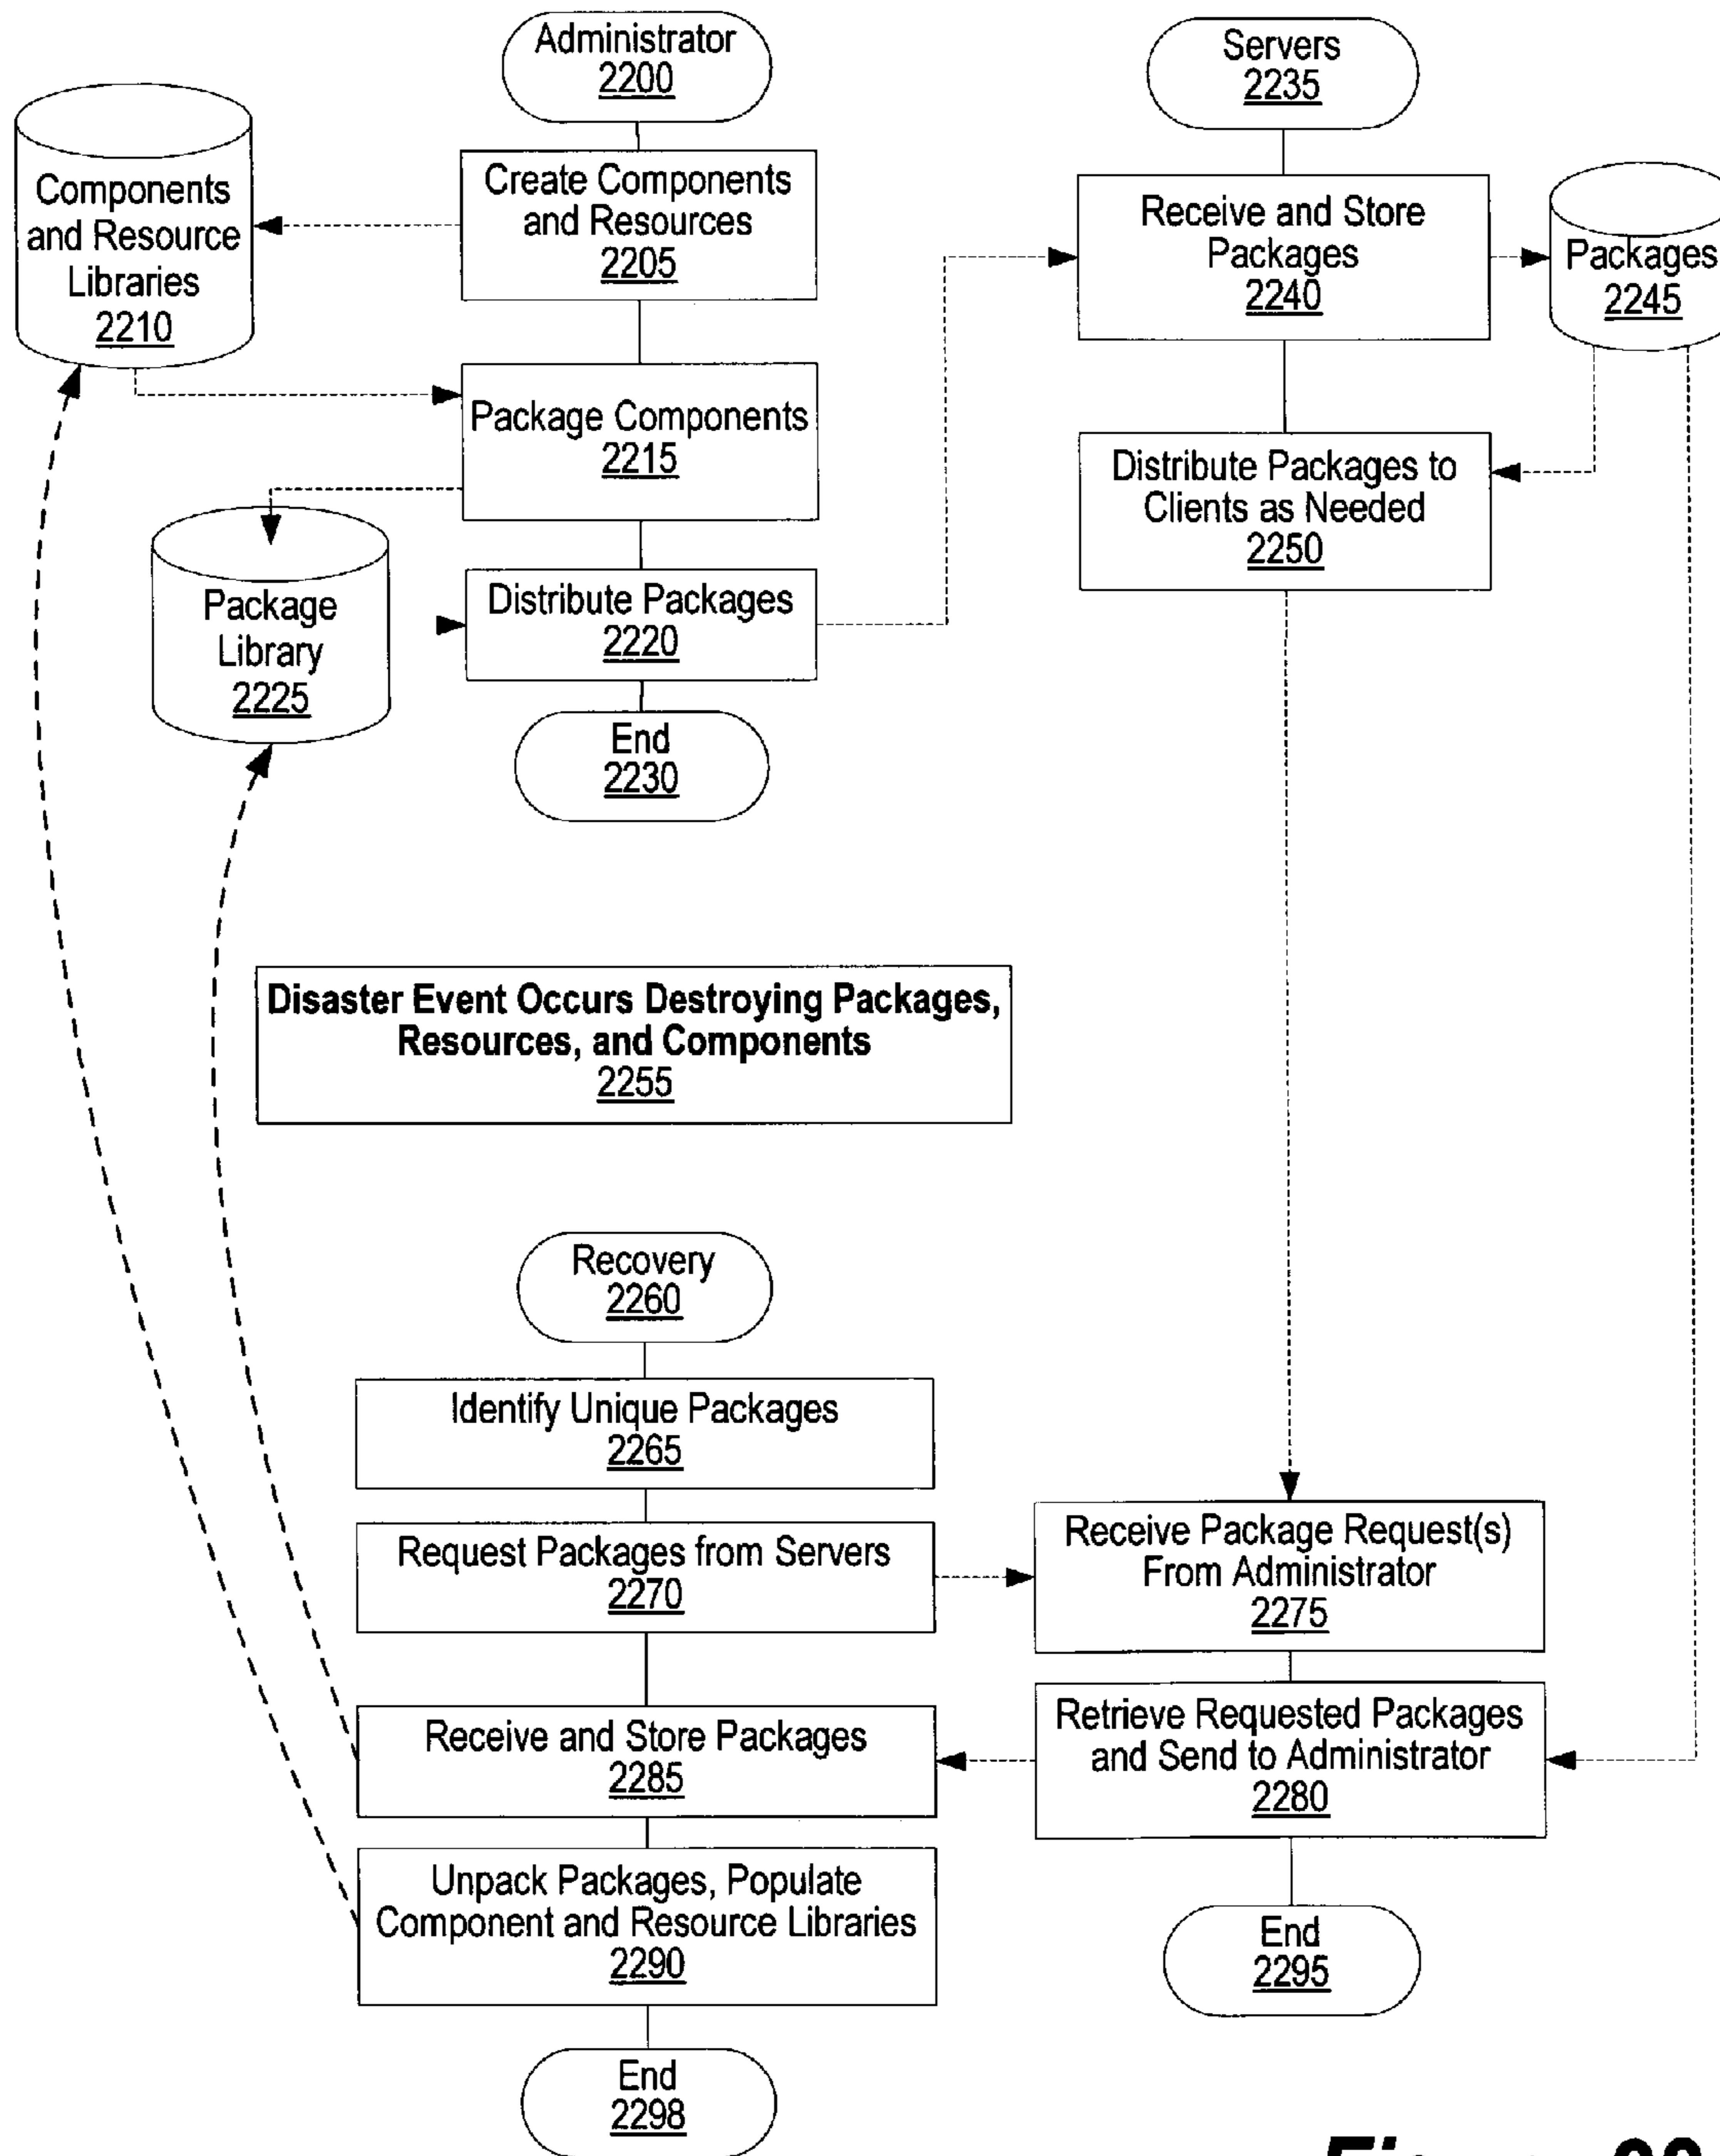 Administrator
2200
Servers
2235
Components
and Resource
Libraries
2210
Create Components
and Resources
2205
Receive and Store
Packages
2240
Packages
2245
Package Components
2215
Distribute Packages to
Clients as Needed
2250
Package
Library
2225
Distribute Packages
2220
End
2230
Disaster Event Occurs Destroying Packages,
Resources, and Components
2255
Recovery
2260
Identify Unique Packages
2265
Request Packages from Servers
2270
Receive Package Request(s)
From Administrator
2275
Receive and Store Packages
2285
Retrieve Requested Packages
and Send to Administrator
2280
Unpack Packages, Populate
Component and Resource Libraries
2290
End
2295
End
2298